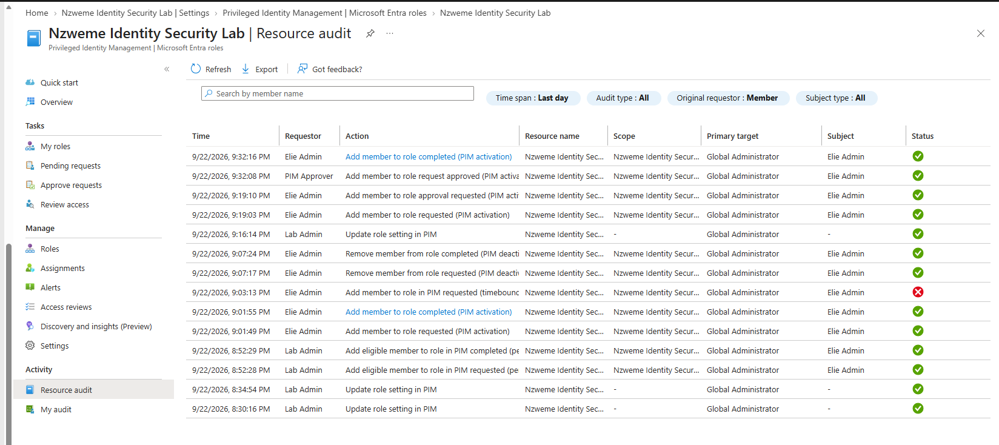 Home > Nzweme Identity Security Lab | Settings > Privileged Identity Management | Microsoft Entra roles > Nzweme Identity Security Lab
Nzweme Identity Security Lab | Resource audit
Privileged Identity Management | Microsoft Entra roles
Quick start
Overview
Tasks
My roles
Pending requests
Approve requests
Review access
Manage
Roles
Assignments
Alerts
Access reviews
Discovery and insights (Preview)
Settings
Activity
Resource audit
My audit
Refresh Export Got feedback?
Search by member name Time span : Last day Audit type : All Original requestor : Member Subject type : All
Time Requestor Action Resource name Scope Primary target Subject Status
9/22/2026, 9:32:16 PM Elie Admin Add member to role completed (PIM activation) Nzweme Identity Sec... Nzweme Identity Secur... Global Administrator Elie Admin
9/22/2026, 9:32:08 PM PIM Approver Add member to role request approved (PIM activa Nzweme Identity Sec... Nzweme Identity Secur... Global Administrator Elie Admin
9/22/2026, 9:19:10 PM Elie Admin Add member to role approval requested (PIM acti Nzweme Identity Sec... Nzweme Identity Secur... Global Administrator Elie Admin
9/22/2026, 9:19:03 PM Elie Admin Add member to role requested (PIM activation) Nzweme Identity Sec... Nzweme Identity Secur... Global Administrator Elie Admin
9/22/2026, 9:16:14 PM Lab Admin Update role setting in PIM Nzweme Identity Sec... - Global Administrator -
9/22/2026, 9:07:24 PM Elie Admin Remove member from role completed (PIM deacti Nzweme Identity Sec... Nzweme Identity Secur... Global Administrator Elie Admin
9/22/2026, 9:07:17 PM Elie Admin Remove member from role requested (PIM deactiv Nzweme Identity Sec... Nzweme Identity Secur... Global Administrator Elie Admin
9/22/2026, 9:03:13 PM Elie Admin Add member to role in PIM requested (timebound Nzweme Identity Sec... Nzweme Identity Secur... Global Administrator Elie Admin
9/22/2026, 9:01:55 PM Elie Admin Add member to role completed (PIM activation) Nzweme Identity Sec... Nzweme Identity Secur... Global Administrator Elie Admin
9/22/2026, 9:01:49 PM Elie Admin Add member to role requested (PIM activation) Nzweme Identity Sec... Nzweme Identity Secur... Global Administrator Elie Admin
9/22/2026, 8:52:29 PM Lab Admin Add eligible member to role in PIM completed (pe Nzweme Identity Sec... Nzweme Identity Secur... Global Administrator Elie Admin
9/22/2026, 8:52:28 PM Lab Admin Add eligible member to role in PIM requested (pe Nzweme Identity Sec... Nzweme Identity Secur... Global Administrator Elie Admin
9/22/2026, 8:34:54 PM Lab Admin Update role setting in PIM Nzweme Identity Sec... - Global Administrator -
9/22/2026, 8:30:16 PM Lab Admin Update role setting in PIM Nzweme Identity Sec... - Global Administrator -